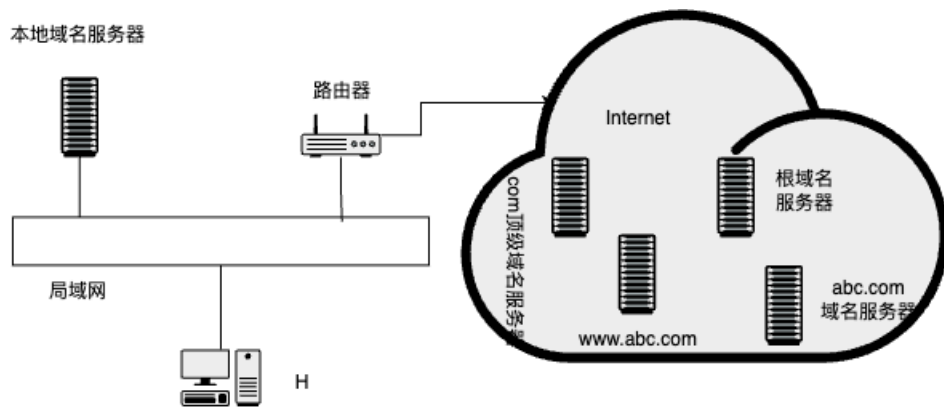 本地域名服务器
路由器
Internet
com顶级域名服务器
根域名
服务器
abc.com
域名服务器
www.abc.com
局域网
H